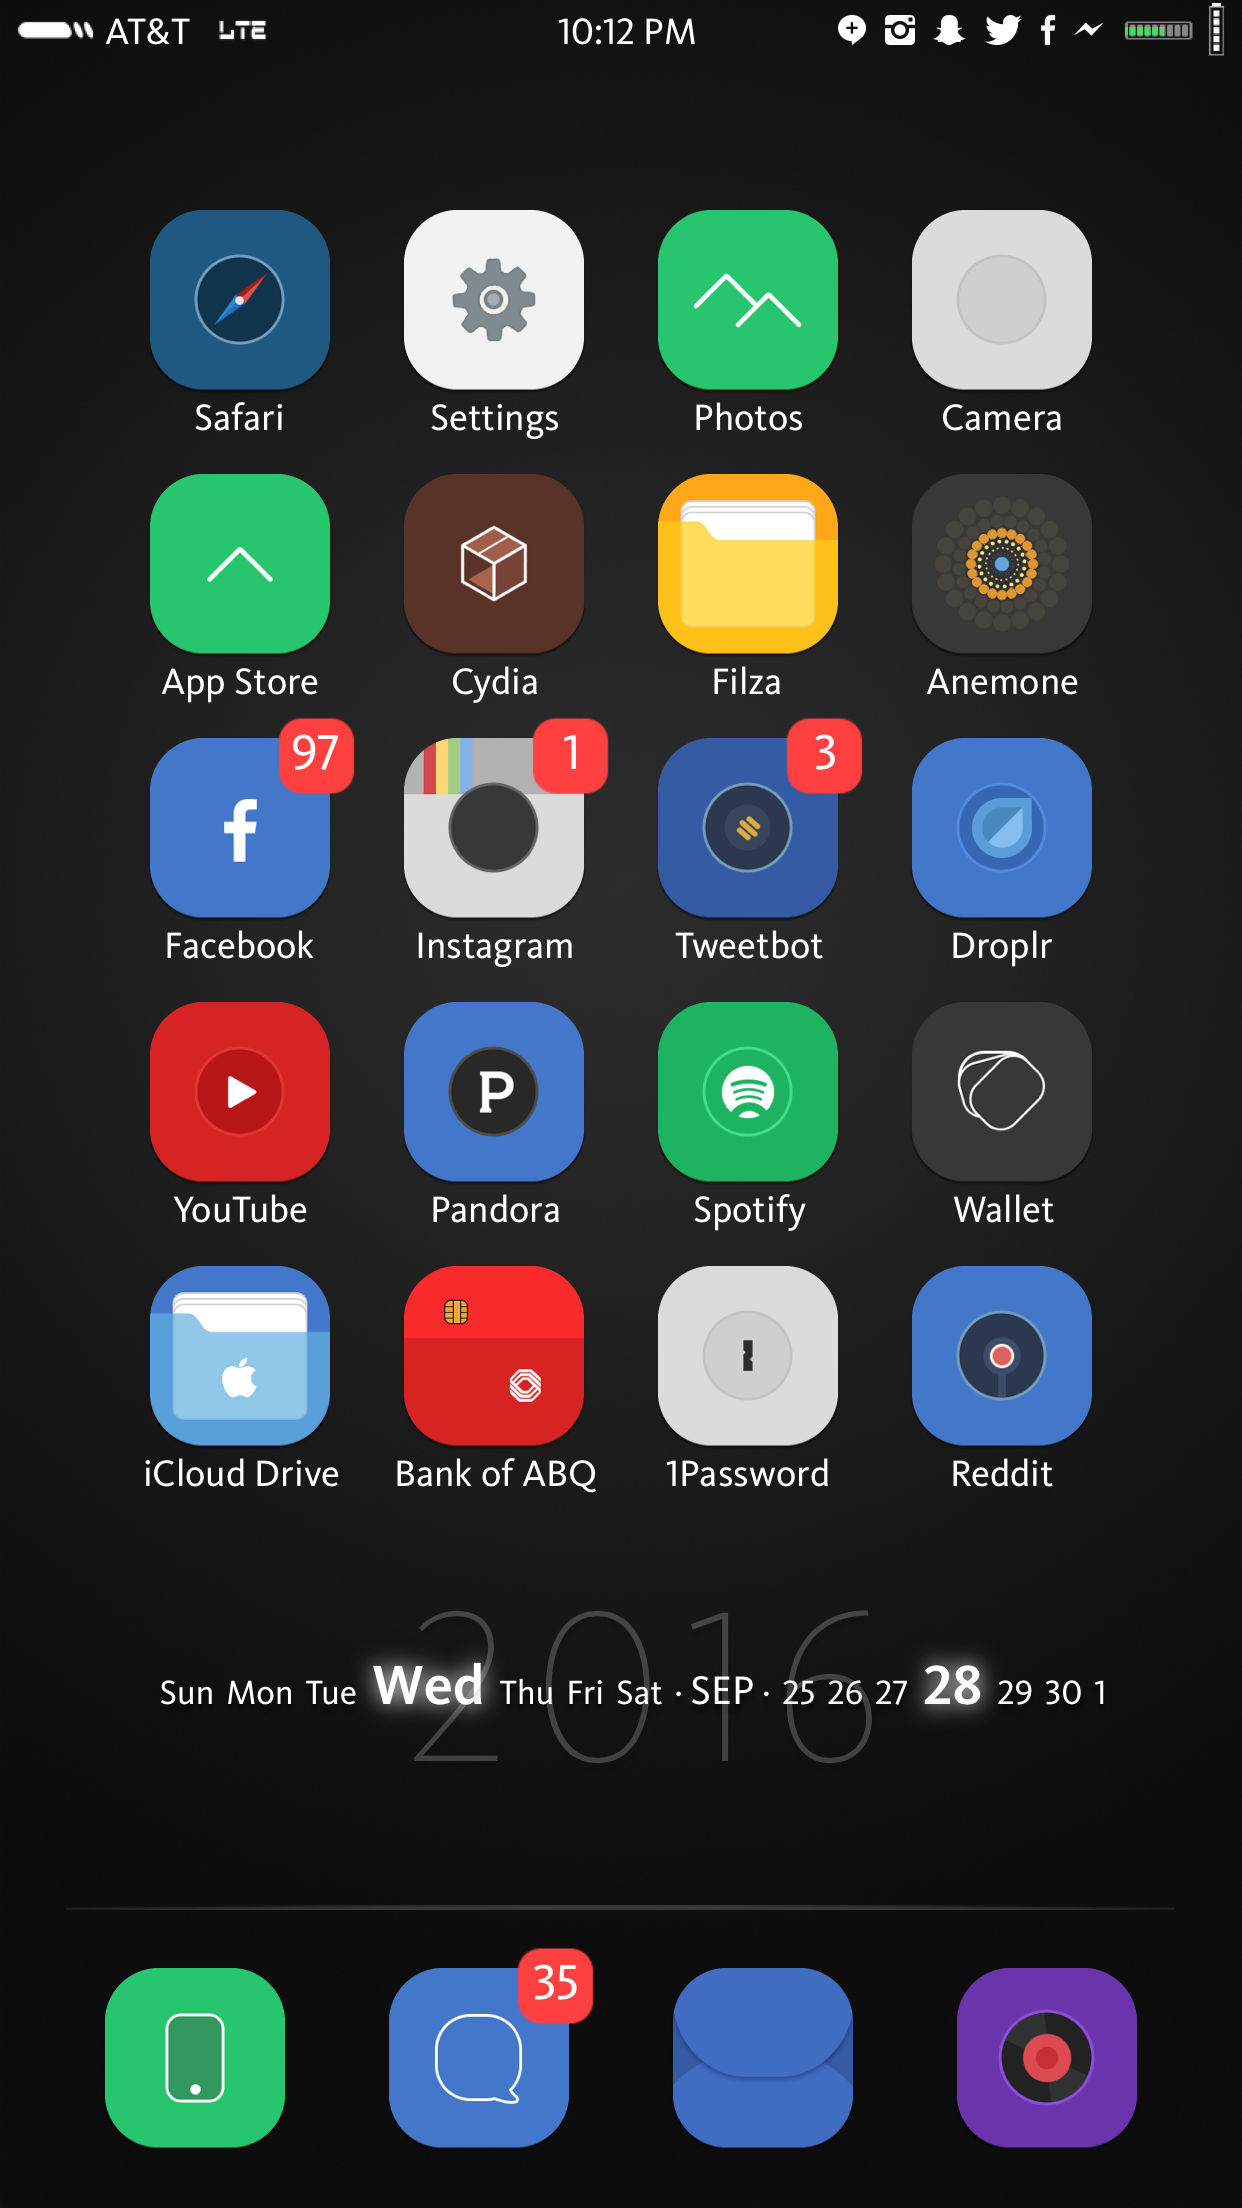 AT&T LTE 10:12 PM
Safari Settings Photos Camera
App Store Cydia Filza Anemone
97 1 3
f
Facebook Instagram Tweetbot Droplr
P
YouTube Pandora Spotify Wallet
1
iCloud Drive Bank of ABQ 1Password Reddit
2016
Sun Mon Tue Wed Thu Fri Sat · SEP · 25 26 27 28 29 30 1
35